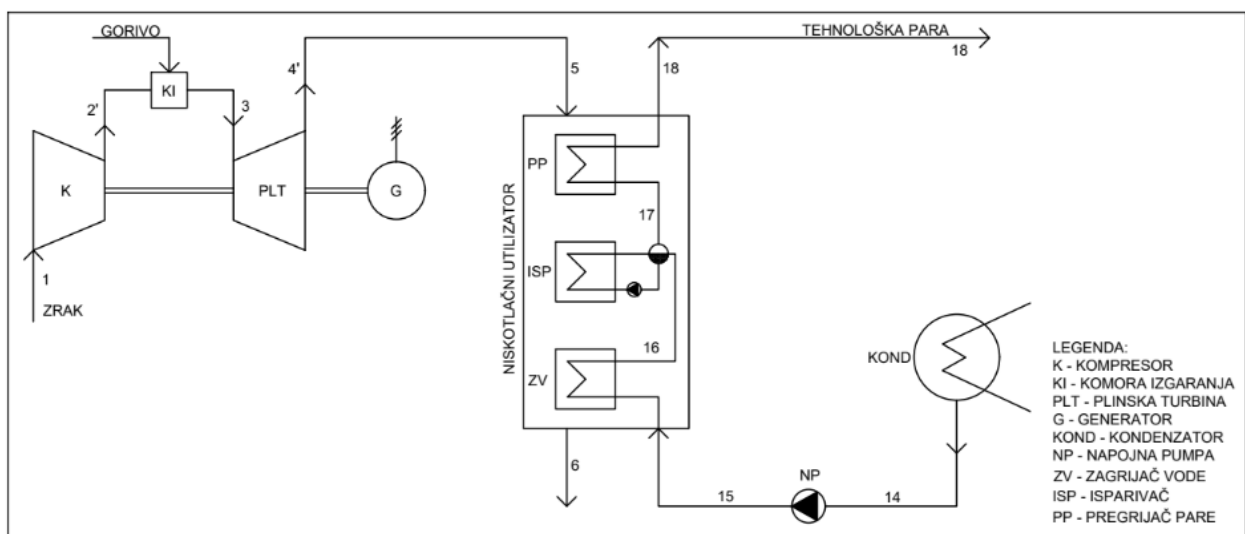 GORIVO
KI
2'
3
4'
K
PLT
G
1
ZRAK
5
18
TEHNOLOŠKA PARA
18
NISKOTLAČNI UTILIZATOR
PP
17
ISP
16
ZV
6
15
NP
14
KOND
LEGENDA:
K - KOMPRESOR
KI - KOMORA IZGARANJA
PLT - PLINSKA TURBINA
G - GENERATOR
KOND - KONDENZATOR
NP - NAPOJNA PUMPA
ZV - ZAGRIJAČ VODE
ISP - ISPARIVAČ
PP - PREGRIJAČ PARE